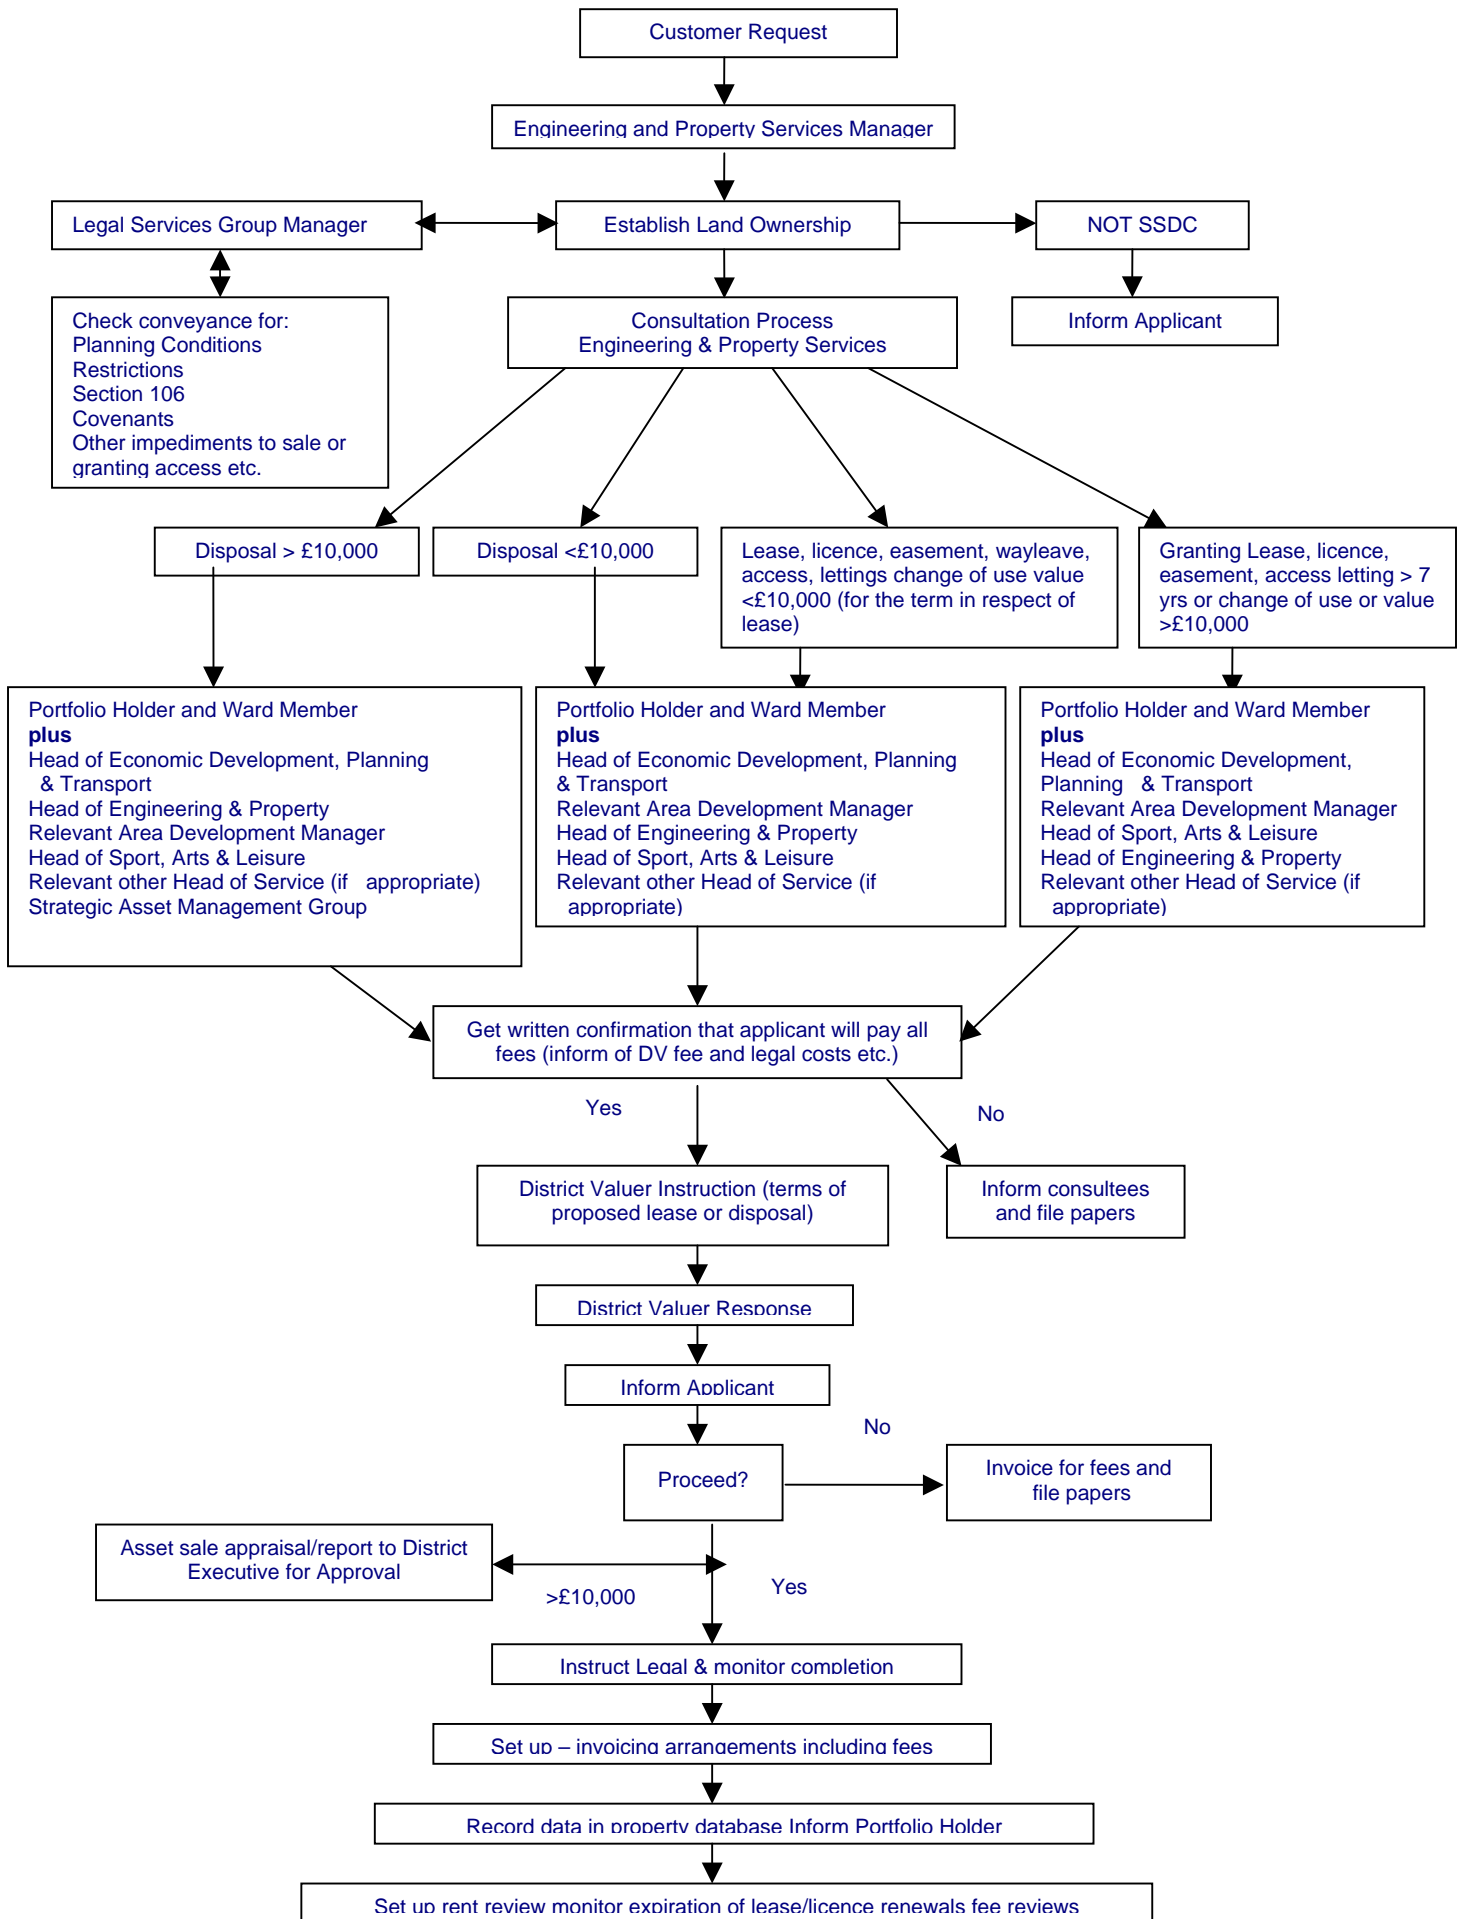 Customer Request
Engineering and Property Services Manager
Legal Services Group Manager
Establish Land Ownership
NOT SSDC
Check conveyance for:
Planning Conditions
Restrictions
Section 106
Covenants
Other impediments to sale or
granting access etc.
Consultation Process
Engineering & Property Services
Inform Applicant
Disposal > £10,000
Disposal <£10,000
Lease, licence, easement, wayleave,
access, lettings change of use value
<£10,000 (for the term in respect of
lease)
Granting Lease, licence,
easement, access letting > 7
yrs or change of use or value
>£10,000
Portfolio Holder and Ward Member
plus
Head of Economic Development, Planning
& Transport
Head of Engineering & Property
Relevant Area Development Manager
Head of Sport, Arts & Leisure
Relevant other Head of Service (if appropriate)
Strategic Asset Management Group
Portfolio Holder and Ward Member
plus
Head of Economic Development, Planning
& Transport
Relevant Area Development Manager
Head of Engineering & Property
Head of Sport, Arts & Leisure
Relevant other Head of Service (if
appropriate)
Portfolio Holder and Ward Member
plus
Head of Economic Development,
Planning & Transport
Relevant Area Development Manager
Head of Sport, Arts & Leisure
Head of Engineering & Property
Relevant other Head of Service (if
appropriate)
Get written confirmation that applicant will pay all
fees (inform of DV fee and legal costs etc.)
Yes
No
District Valuer Instruction (terms of
proposed lease or disposal)
Inform consultees
and file papers
District Valuer Response
Inform Applicant
No
Proceed?
Invoice for fees and
file papers
Asset sale appraisal/report to District
Executive for Approval
>£10,000
Yes
Instruct Legal & monitor completion
Set up – invoicing arrangements including fees
Record data in property database Inform Portfolio Holder
Set up rent review monitor expiration of lease/licence renewals fee reviews